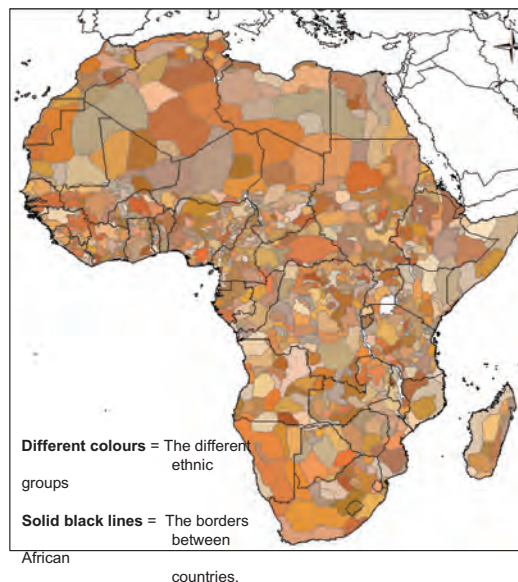 Different colours = The different
ethnic
groups
Solid black lines = The borders
between
African
countries.